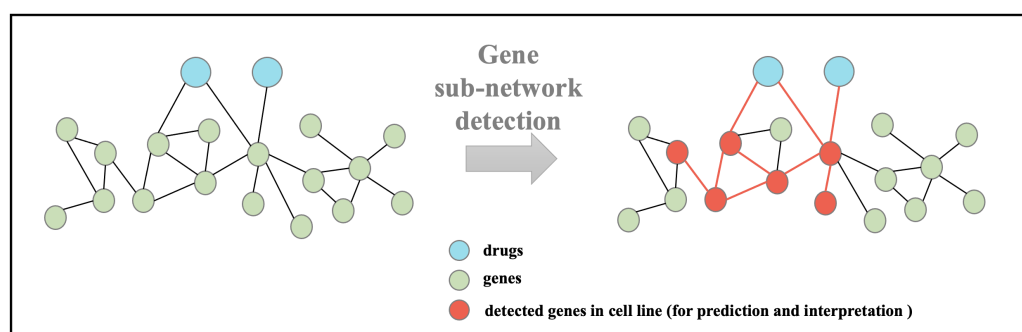 Gene
sub-network
detection
drugs
genes
detected genes in cell line (for prediction and interpretation )